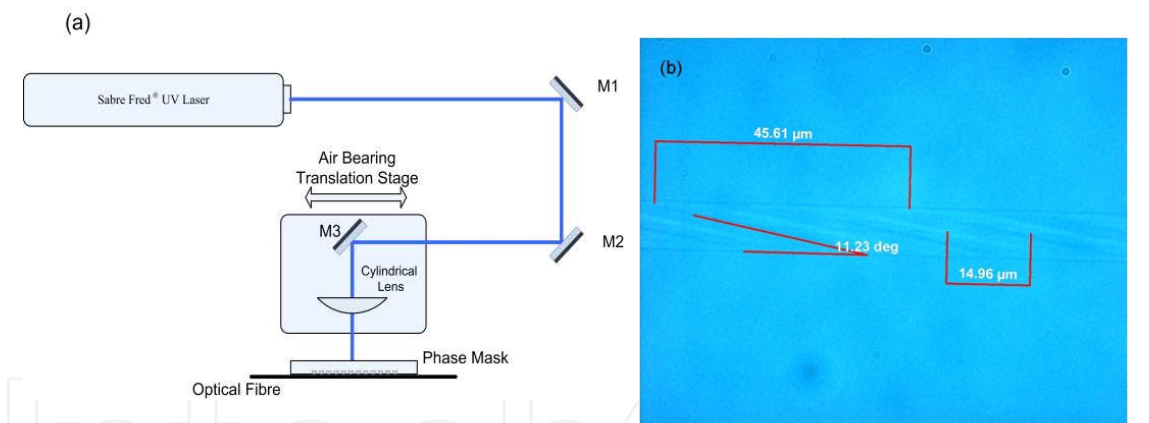 (a)
Sabre Fred® UV Laser
M1
Air Bearing
Translation Stage
M3
M2
Cylindrical
Lens
Phase Mask
Optical Fibre
(b)
45.61 µm
11.23 deg
14.96 µm